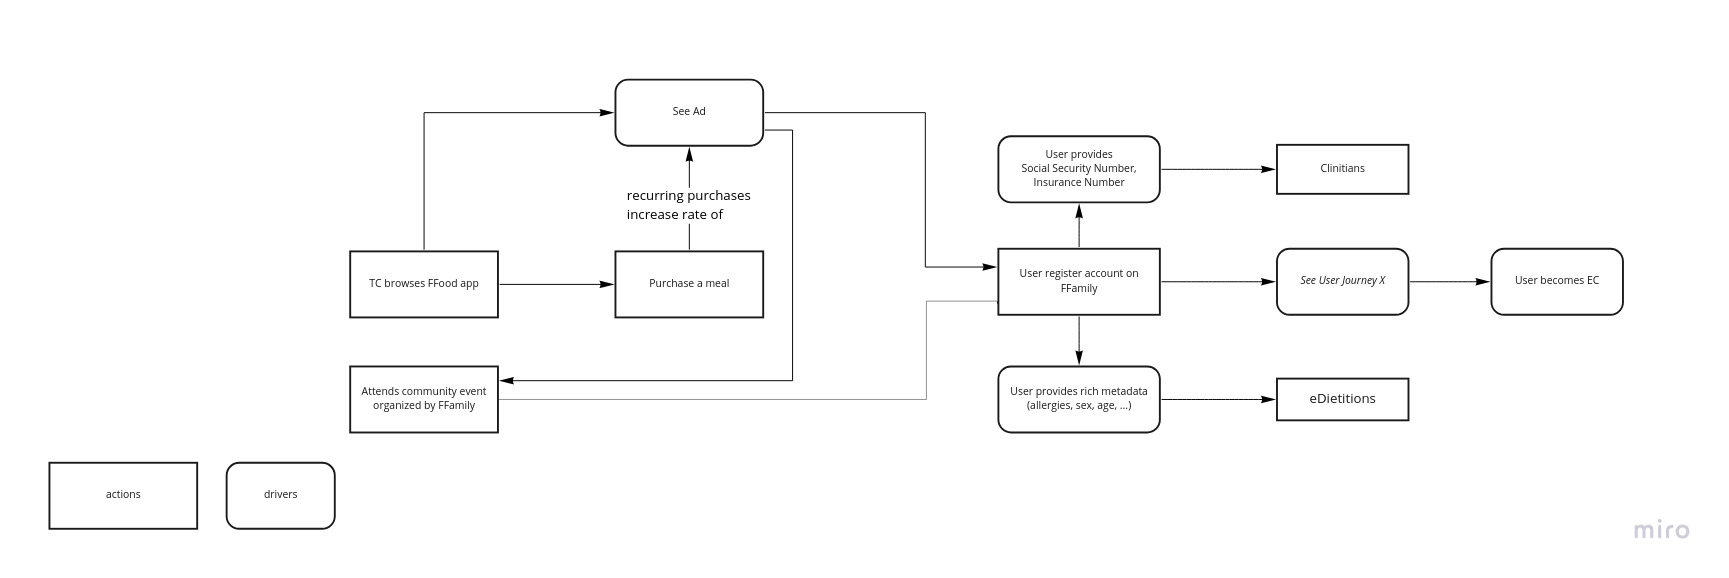 See Ad
User provides
Social Security Number,
Insurance Number
Clinitians
recurring purchases
increase rate of
TC browses FFood app
Purchase a meal
User register account on
FFamily
See User Journey X
User becomes EC
Attends community event
organized by FFamily
User provides rich metadata
(allergies, sex, age, ...)
eDietitions
actions
drivers
miro